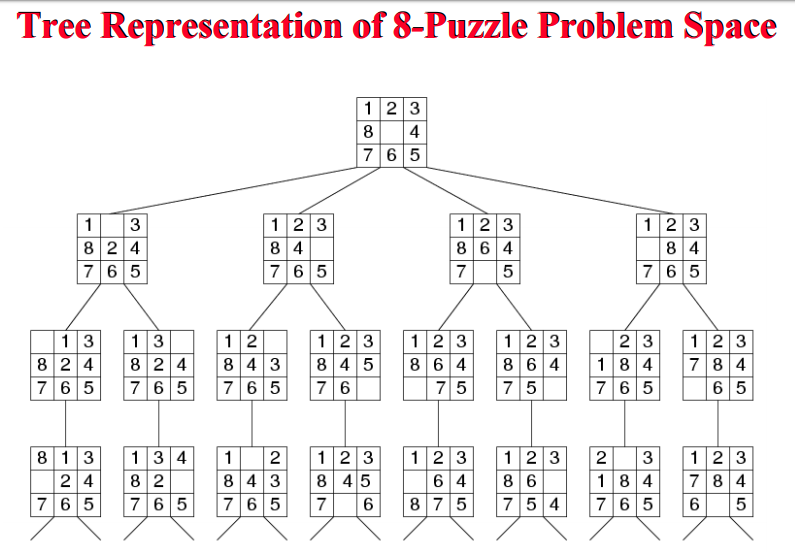 Tree Representation of 8-Puzzle Problem Space
1 2 3
8 4
7 6 5
1 3 1 2 3 1 2 3 1 2 3
8 2 4 8 4 8 6 4 8 4
7 6 5 7 6 5 7 5 7 6 5
1 3 1 3 1 2 1 2 3 1 2 3 1 2 3 2 3 1 2 3
8 2 4 8 2 4 8 4 3 8 4 5 8 6 4 8 6 4 1 8 4 7 8 4
7 6 5 7 6 5 7 6 5 7 6 7 5 7 5 7 6 5 6 5
8 1 3 1 3 4 1 2 1 2 3 1 2 3 1 2 3 2 3 1 2 3
2 4 8 2 8 4 3 8 4 5 6 4 8 6 1 8 4 7 8 4
7 6 5 7 6 5 7 6 5 7 6 8 7 5 7 5 4 7 6 5 6 5